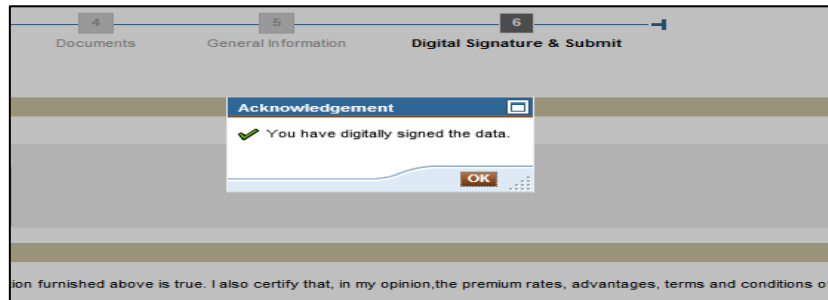 4 5 6
Documents General Information Digital Signature & Submit
Acknowledgement
You have digitally signed the data.
OK
ion furnished above is true. I also certify that, in my opinion,the premium rates, advantages, terms and conditions o